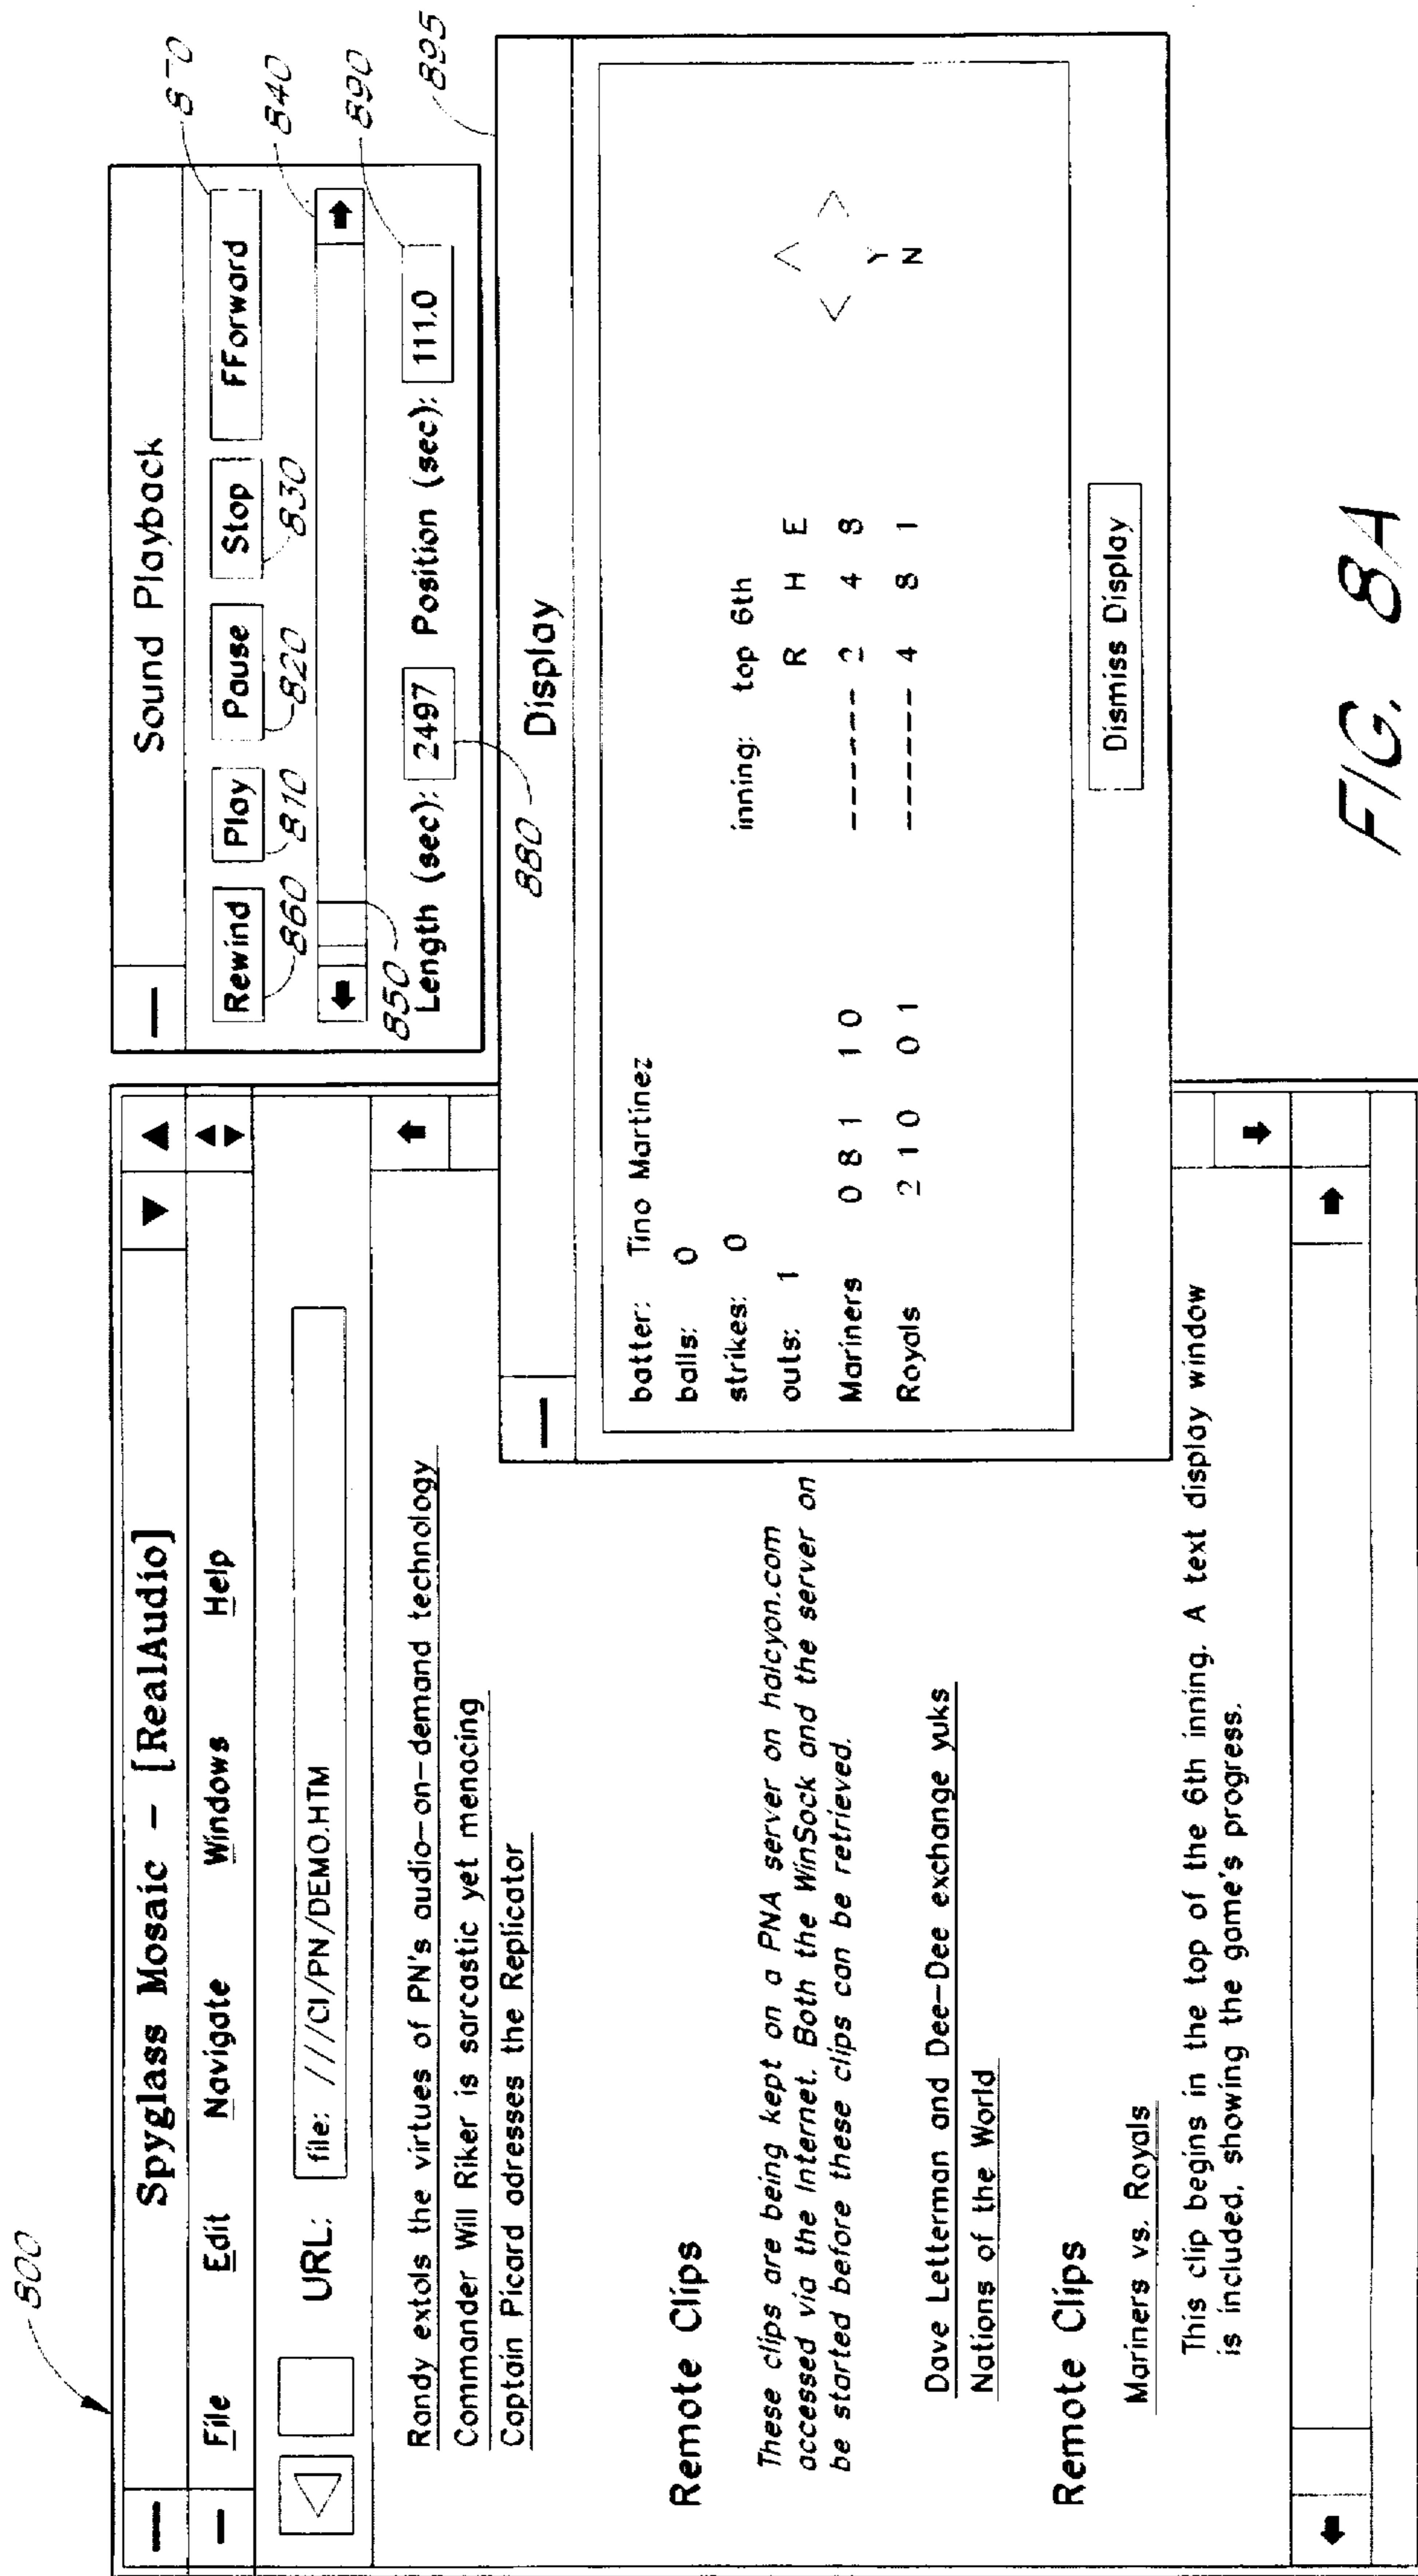 800
Spyglass Mosaic — [RealAudio]
File Edit Navigate Windows Help
URL: file: ///CI/PN/DEMO.HTM
Randy extols the virtues of PN's audio-on-demand technology
Commander Will Riker is sarcastic yet menacing
Captain Picard adresses the Replicator
Remote Clips
These clips are being kept on a PNA server on halcyon.com
accessed via the Internet. Both the WinSock and the server on
be started before these clips can be retrieved.
Dave Letterman and Dee-Dee exchange yuks
Nations of the World
Remote Clips
Mariners vs. Royals
This clip begins in the top of the 6th inning. A text display window
is included, showing the game's progress.
Sound Playback
Rewind Play Pause Stop FForward
860 810 820 830 870
840
850
Length (sec): 2497 Position (sec): 111.0
880 890
895
Display
batter: Tino Martinez
balls: 0
strikes: 0 inning: top 6th
outs: 1 R H E
Mariners 0 8 1 1 0 ------ 2 4 8
Royals 2 1 0 0 1 ------ 4 8 1
Y
N
Dismiss Display
FIG. 8A